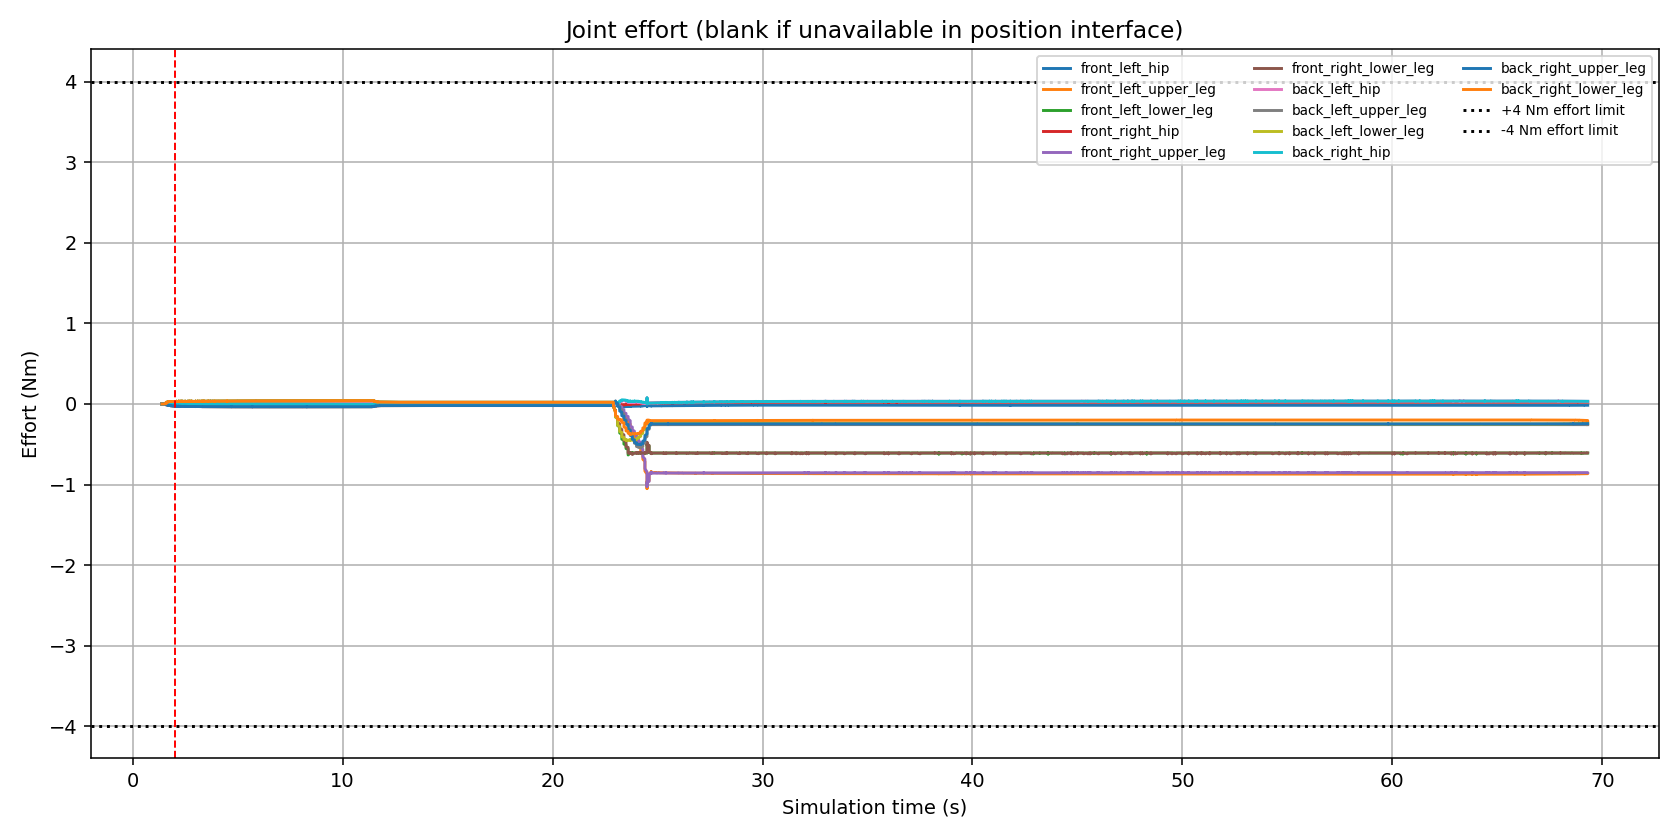 Joint effort (blank if unavailable in position interface)
front_left_hip
front_left_upper_leg
front_left_lower_leg
front_right_hip
front_right_upper_leg
front_right_lower_leg
back_left_hip
back_left_upper_leg
back_left_lower_leg
back_right_hip
back_right_upper_leg
back_right_lower_leg
+4 Nm effort limit
-4 Nm effort limit
Effort (Nm)
4
3
2
1
0
−1
−2
−3
−4
0 10 20 30 40 50 60 70
Simulation time (s)